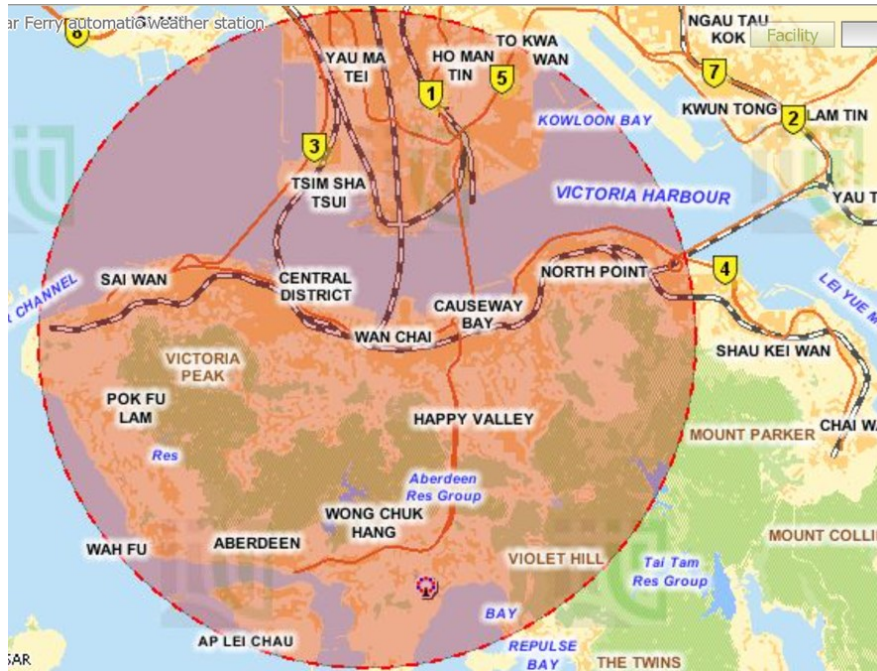 ar Ferry automatic weather station
8
NGAU TAU
KOK
Facility
TO KWA
WAN
YAU MA
TEI
HO MAN
TIN
5
7
1
KWUN TONG
2
LAM TIN
KOWLOON BAY
3
TSIM SHA
TSUI
VICTORIA HARBOUR
YAU T
SAI WAN
CENTRAL
DISTRICT
NORTH POINT
4
CHANNEL
LEI YUE M
CAUSEWAY
BAY
WAN CHAI
SHAU KEI WAN
VICTORIA
PEAK
POK FU
LAM
HAPPY VALLEY
CHAI WA
MOUNT PARKER
Res
Aberdeen
Res Group
WONG CHUK
HANG
ABERDEEN
MOUNT COLLI
WAH FU
VIOLET HILL
Tai Tam
Res Group
BAY
AP LEI CHAU
REPULSE
BAY
THE TWINS
SAR